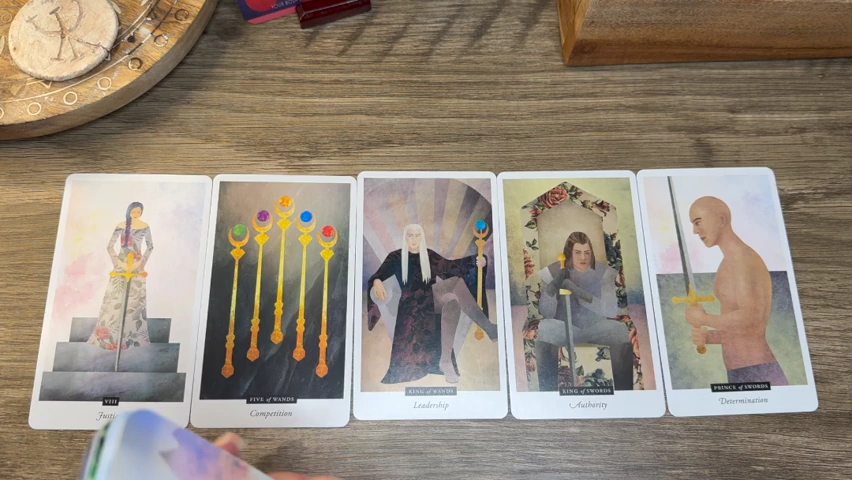 VIII
Justice
FIVE of WANDS
Competition
KING of WANDS
Leadership
KING of SWORDS
Authority
PRINCE of SWORDS
Determination